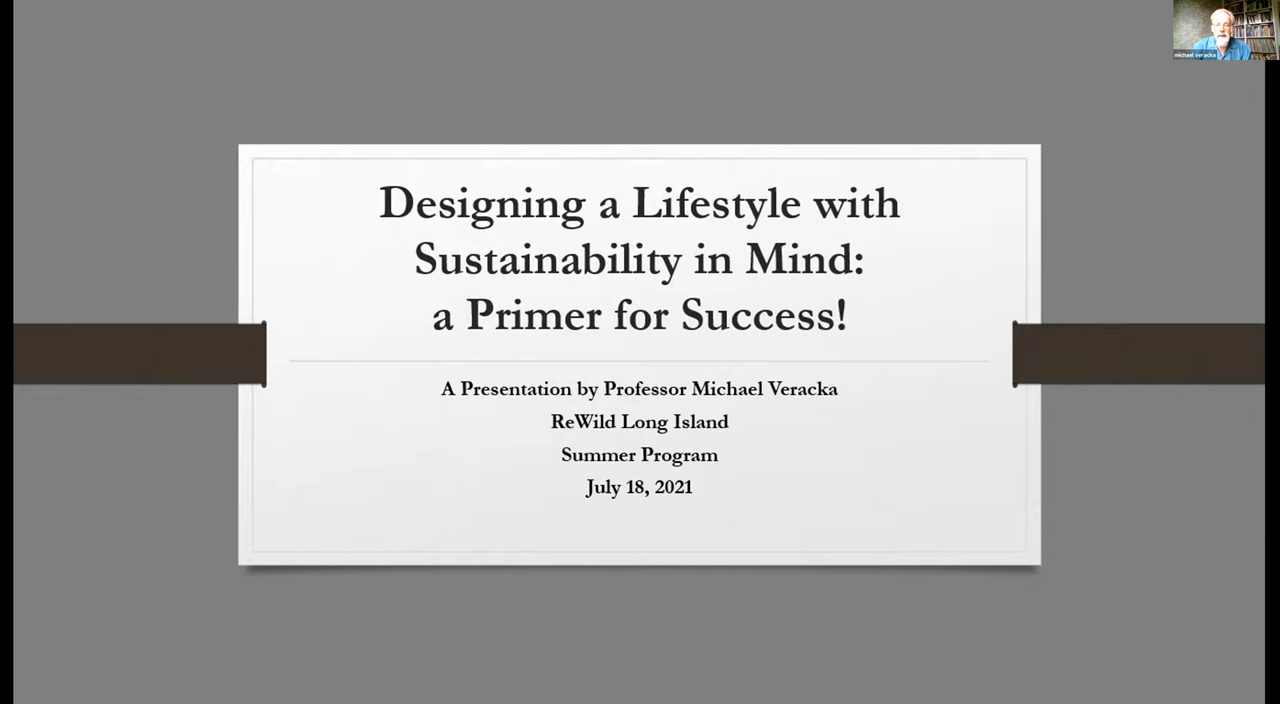 michael veracka
Designing a Lifestyle with
Sustainability in Mind:
a Primer for Success!
A Presentation by Professor Michael Veracka
ReWild Long Island
Summer Program
July 18, 2021